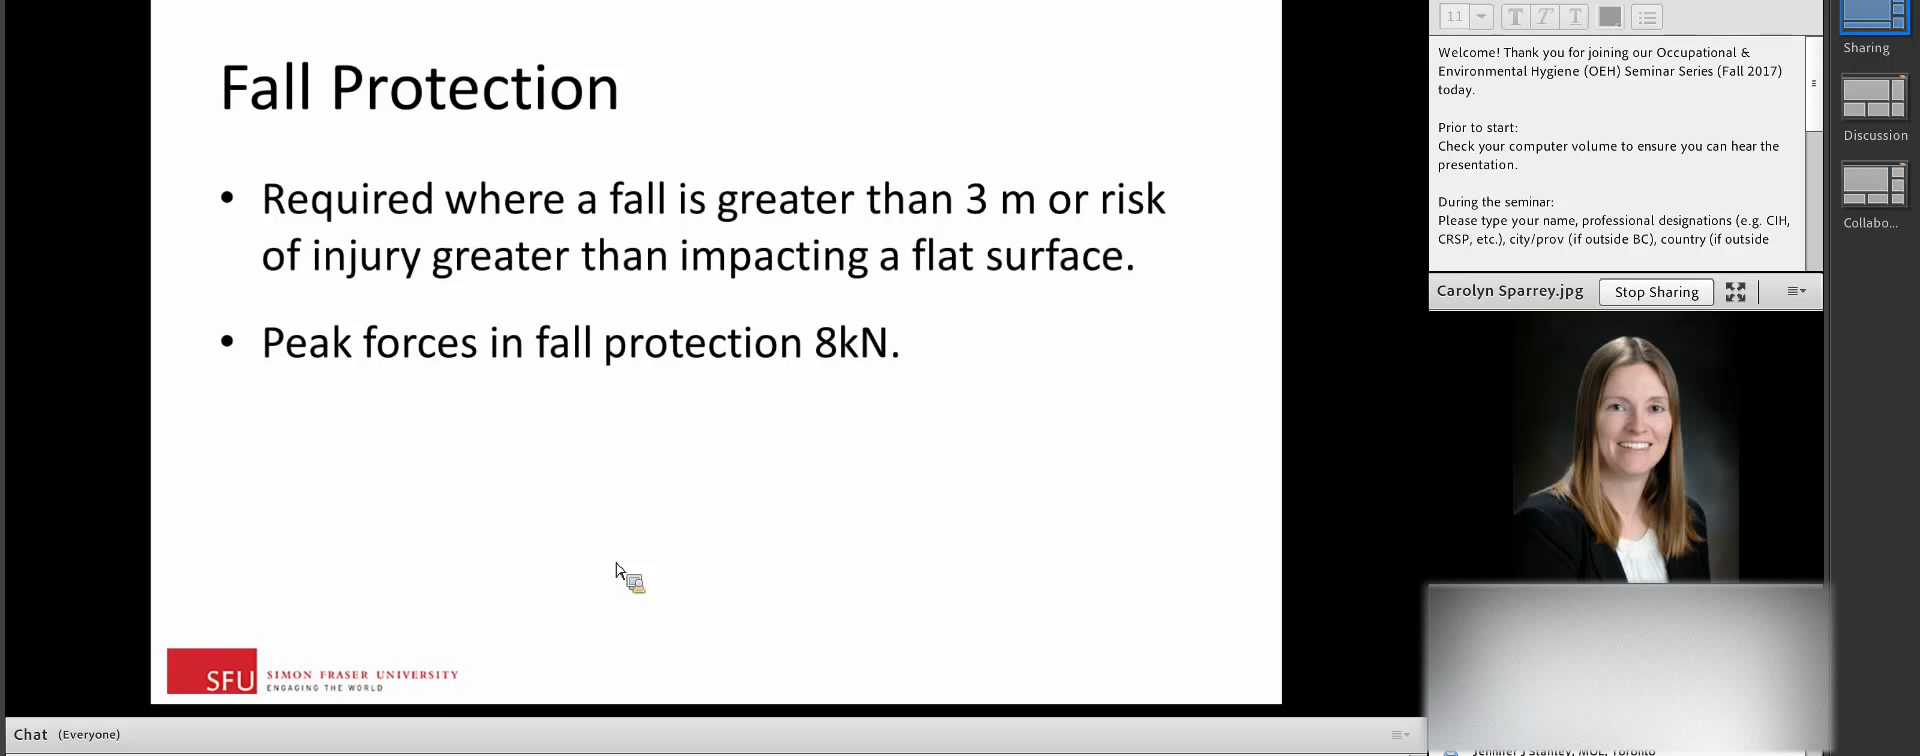 Fall Protection
• Required where a fall is greater than 3 m or risk
of injury greater than impacting a flat surface.
• Peak forces in fall protection 8kN.
SFU
SIMON FRASER UNIVERSITY
ENGAGING THE WORLD
Chat (Everyone)
11
T T T
Welcome! Thank you for joining our Occupational &
Environmental Hygiene (OEH) Seminar Series (Fall 2017)
today.
Prior to start:
Check your computer volume to ensure you can hear the
presentation.
During the seminar:
Please type your name, professional designations (e.g. CIH,
CRSP, etc.), city/prov (if outside BC), country (if outside
Carolyn Sparrey.jpg
Stop Sharing
Jennifer J Stanley, MOL, Toronto
Sharing
Discussion
Collabo...